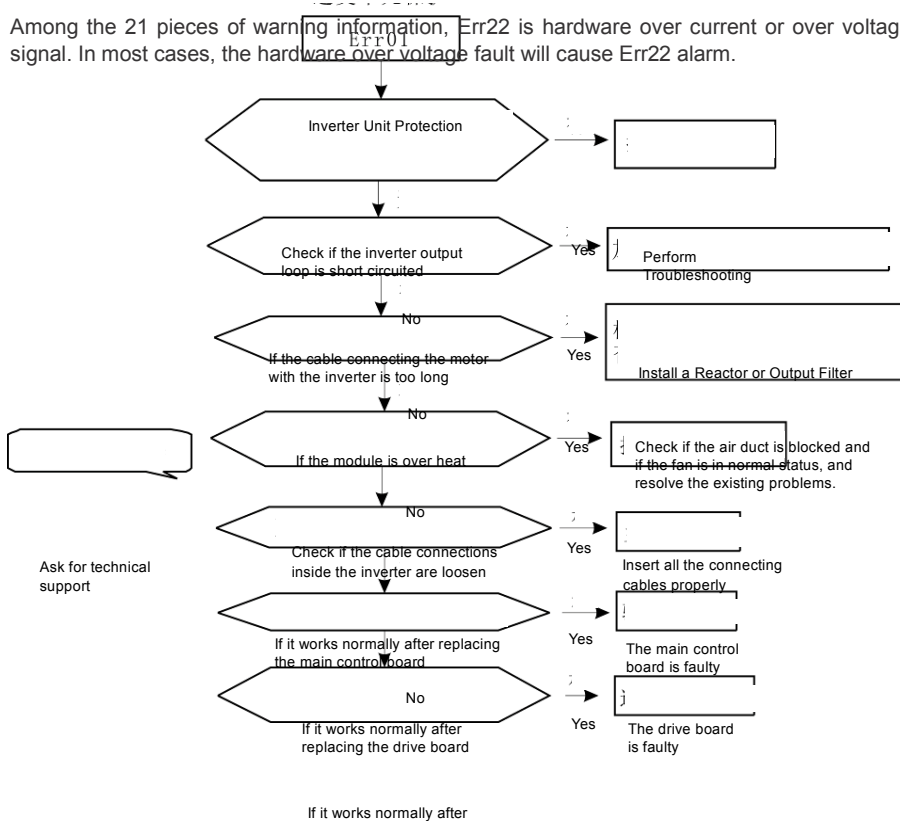 Among the 21 pieces of warning information, Err22 is hardware over current or over voltag
signal. In most cases, the hardware over voltage fault will cause Err22 alarm.
Err01
Inverter Unit Protection
Check if the inverter output
loop is short circuited
Yes
Perform
Troubleshooting
No
If the cable connecting the motor
with the inverter is too long
Yes
Install a Reactor or Output Filter
No
If the module is over heat
Yes
Check if the air duct is blocked and
if the fan is in normal status, and
resolve the existing problems.
No
Check if the cable connections
inside the inverter are loosen
Yes
Insert all the connecting
cables properly
Ask for technical
support
If it works normally after replacing
the main control board
Yes
The main control
board is faulty
No
If it works normally after
replacing the drive board
Yes
The drive board
is faulty
If it works normally after